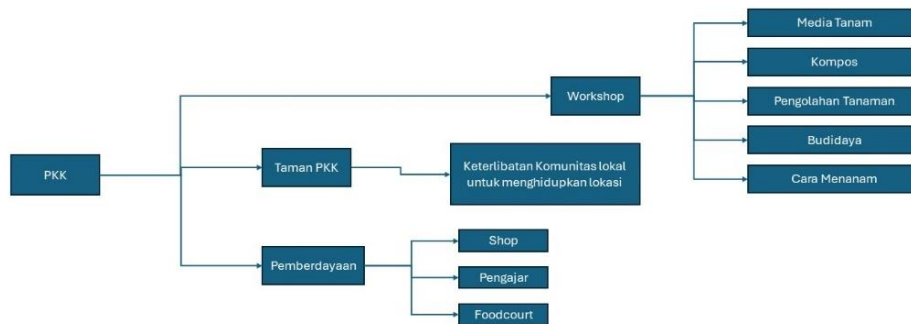 PKK
Workshop
Media Tanam
Kompos
Pengolahan Tanaman
Budidaya
Cara Menanam
Taman PKK
Keterlibatan Komunitas lokal
untuk menghidupkan lokasi
Pemberdayaan
Shop
Pengajar
Foodcourt